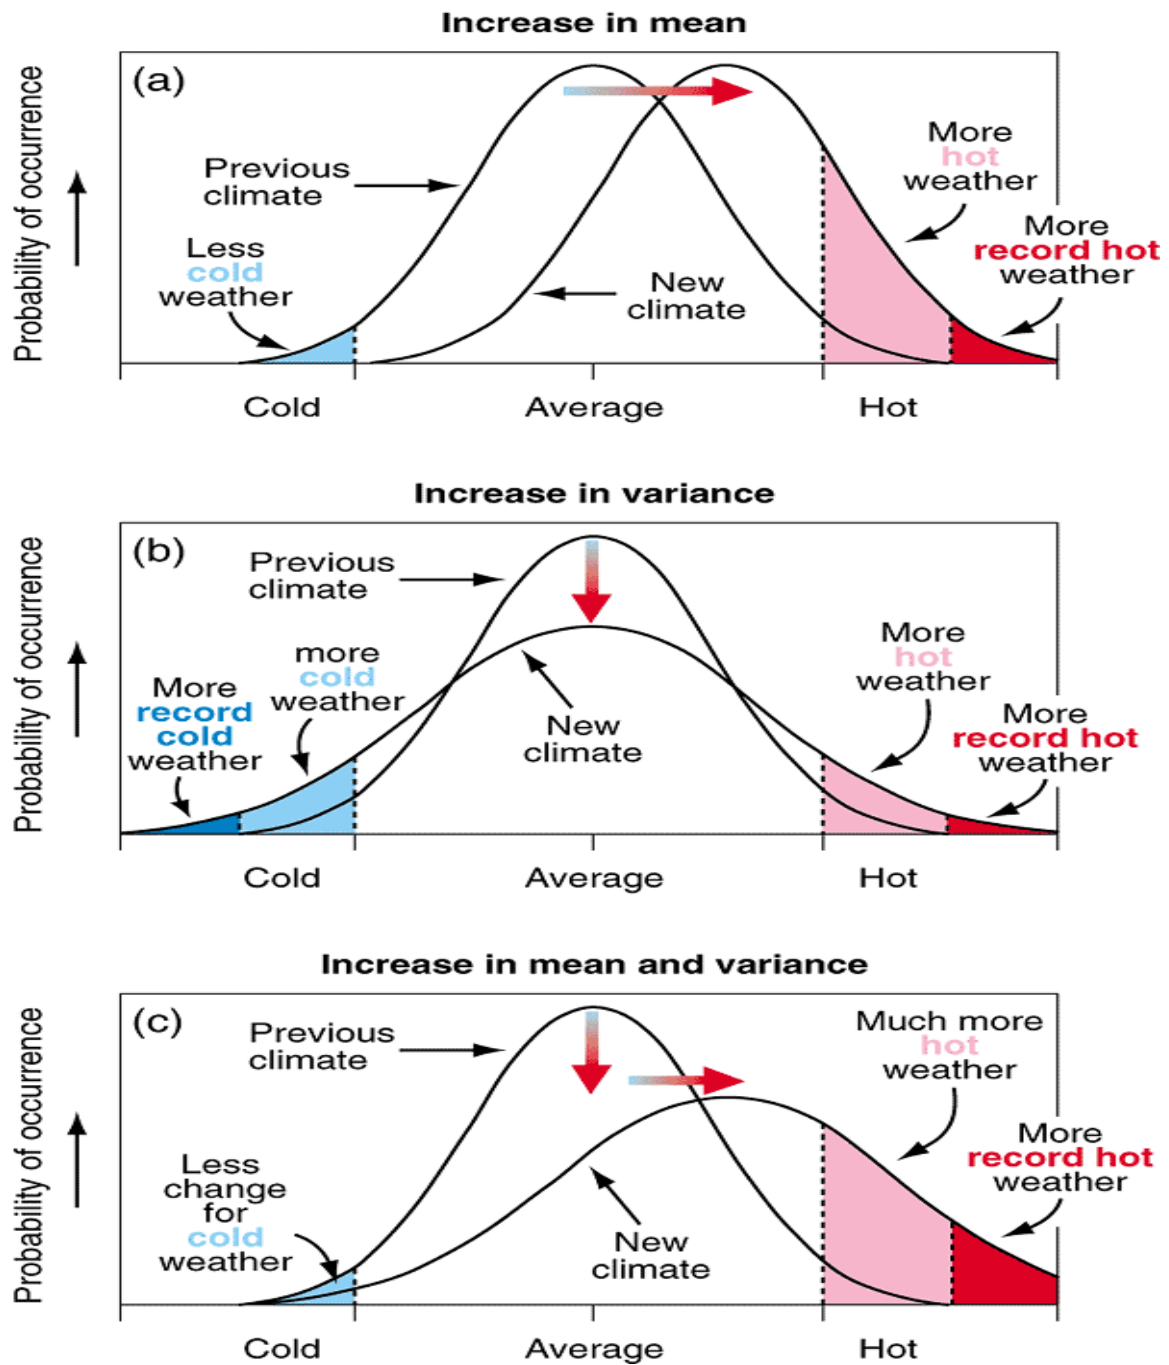 Increase in mean
(a)
Probability of occurrence
Previous
climate
Less
cold
weather
New
climate
More
hot
weather
More
record hot
weather
Cold
Average
Hot
Increase in variance
(b)
Probability of occurrence
Previous
climate
more
cold
weather
More
record
cold
weather
New
climate
More
hot
weather
More
record hot
weather
Cold
Average
Hot
Increase in mean and variance
(c)
Probability of occurrence
Previous
climate
Less
change
for
cold
weather
New
climate
Much more
hot
weather
More
record hot
weather
Cold
Average
Hot